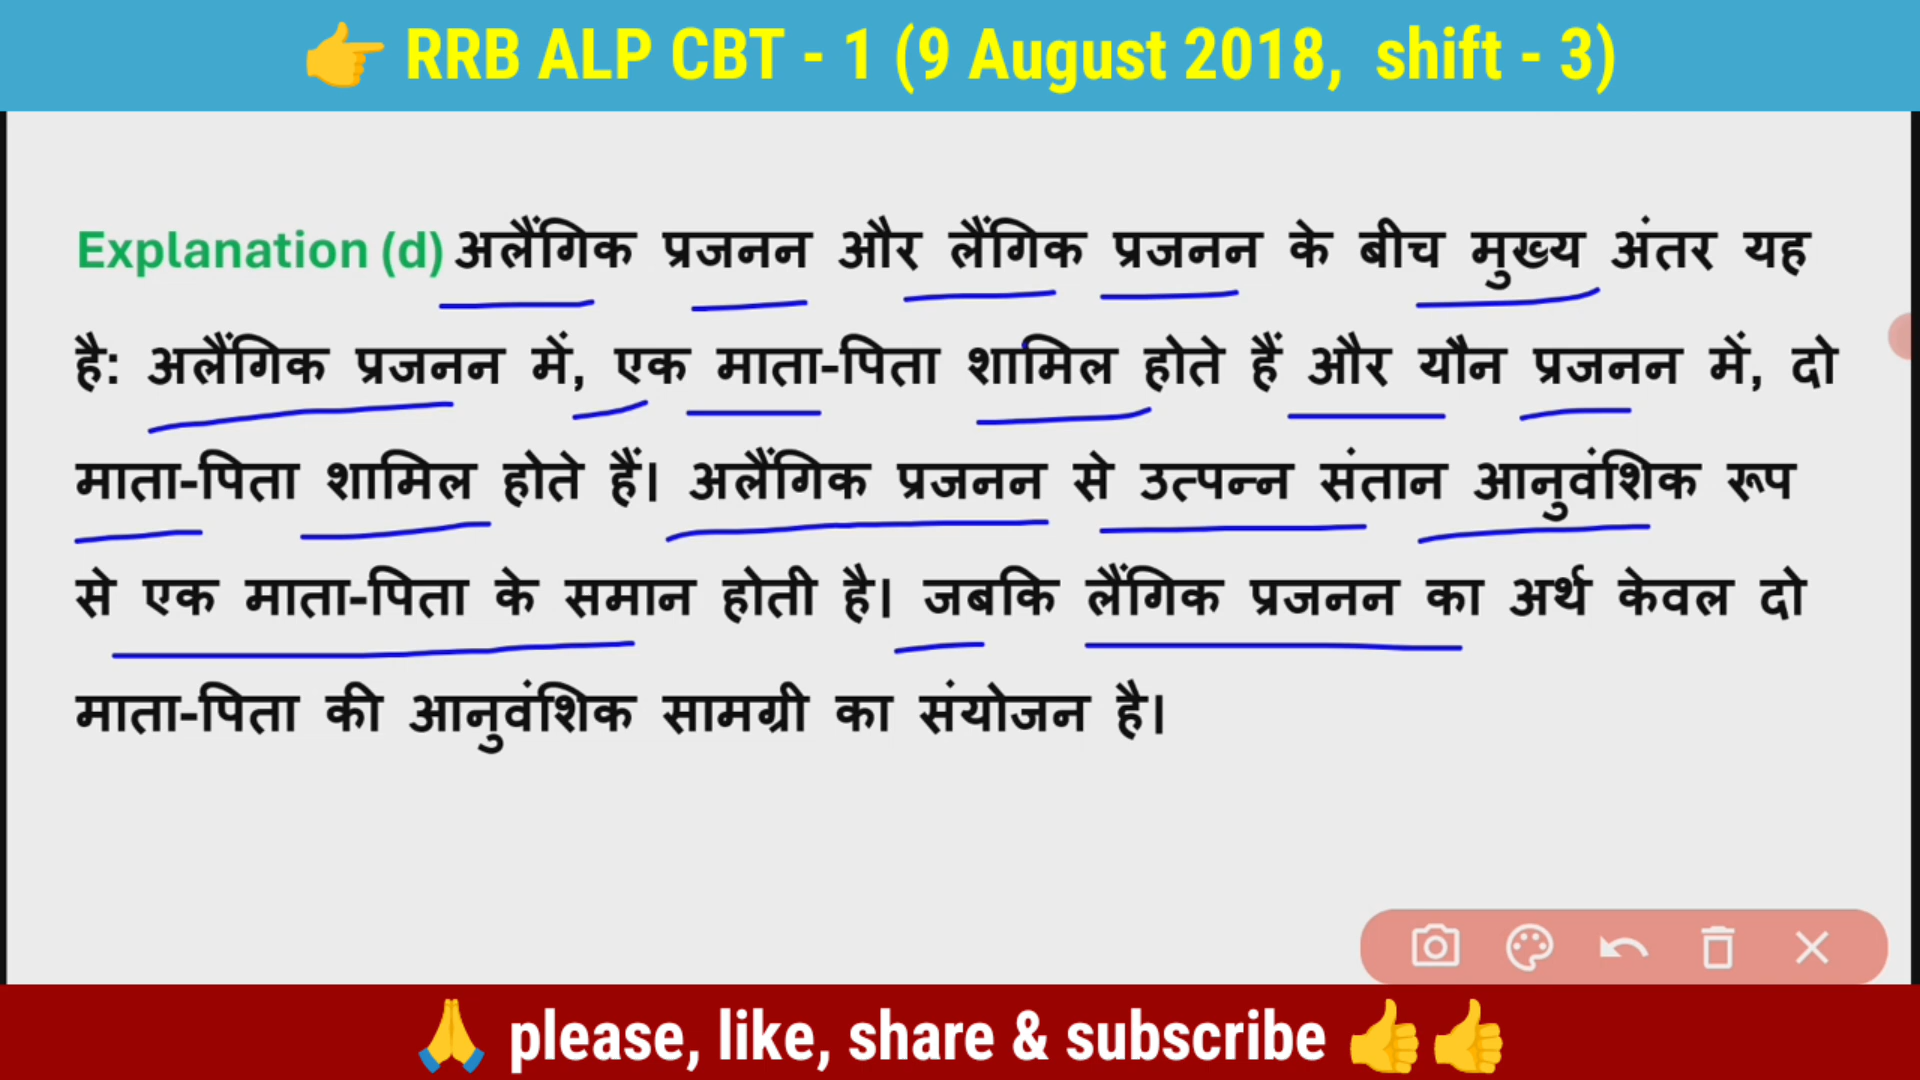 👉 RRB ALP CBT - 1 (9 August 2018, shift - 3)
Explanation (d) अलैंगिक प्रजनन और लैंगिक प्रजनन के बीच मुख्य अंतर यह
है: अलैंगिक प्रजनन में, एक माता-पिता शामिल होते हैं और यौन प्रजनन में, दो
माता-पिता शामिल होते हैं। अलैंगिक प्रजनन से उत्पन्न संतान आनुवंशिक रूप
से एक माता-पिता के समान होती है। जबकि लैंगिक प्रजनन का अर्थ केवल दो
माता-पिता की आनुवंशिक सामग्री का संयोजन है।
🙏 please, like, share & subscribe 👍👍